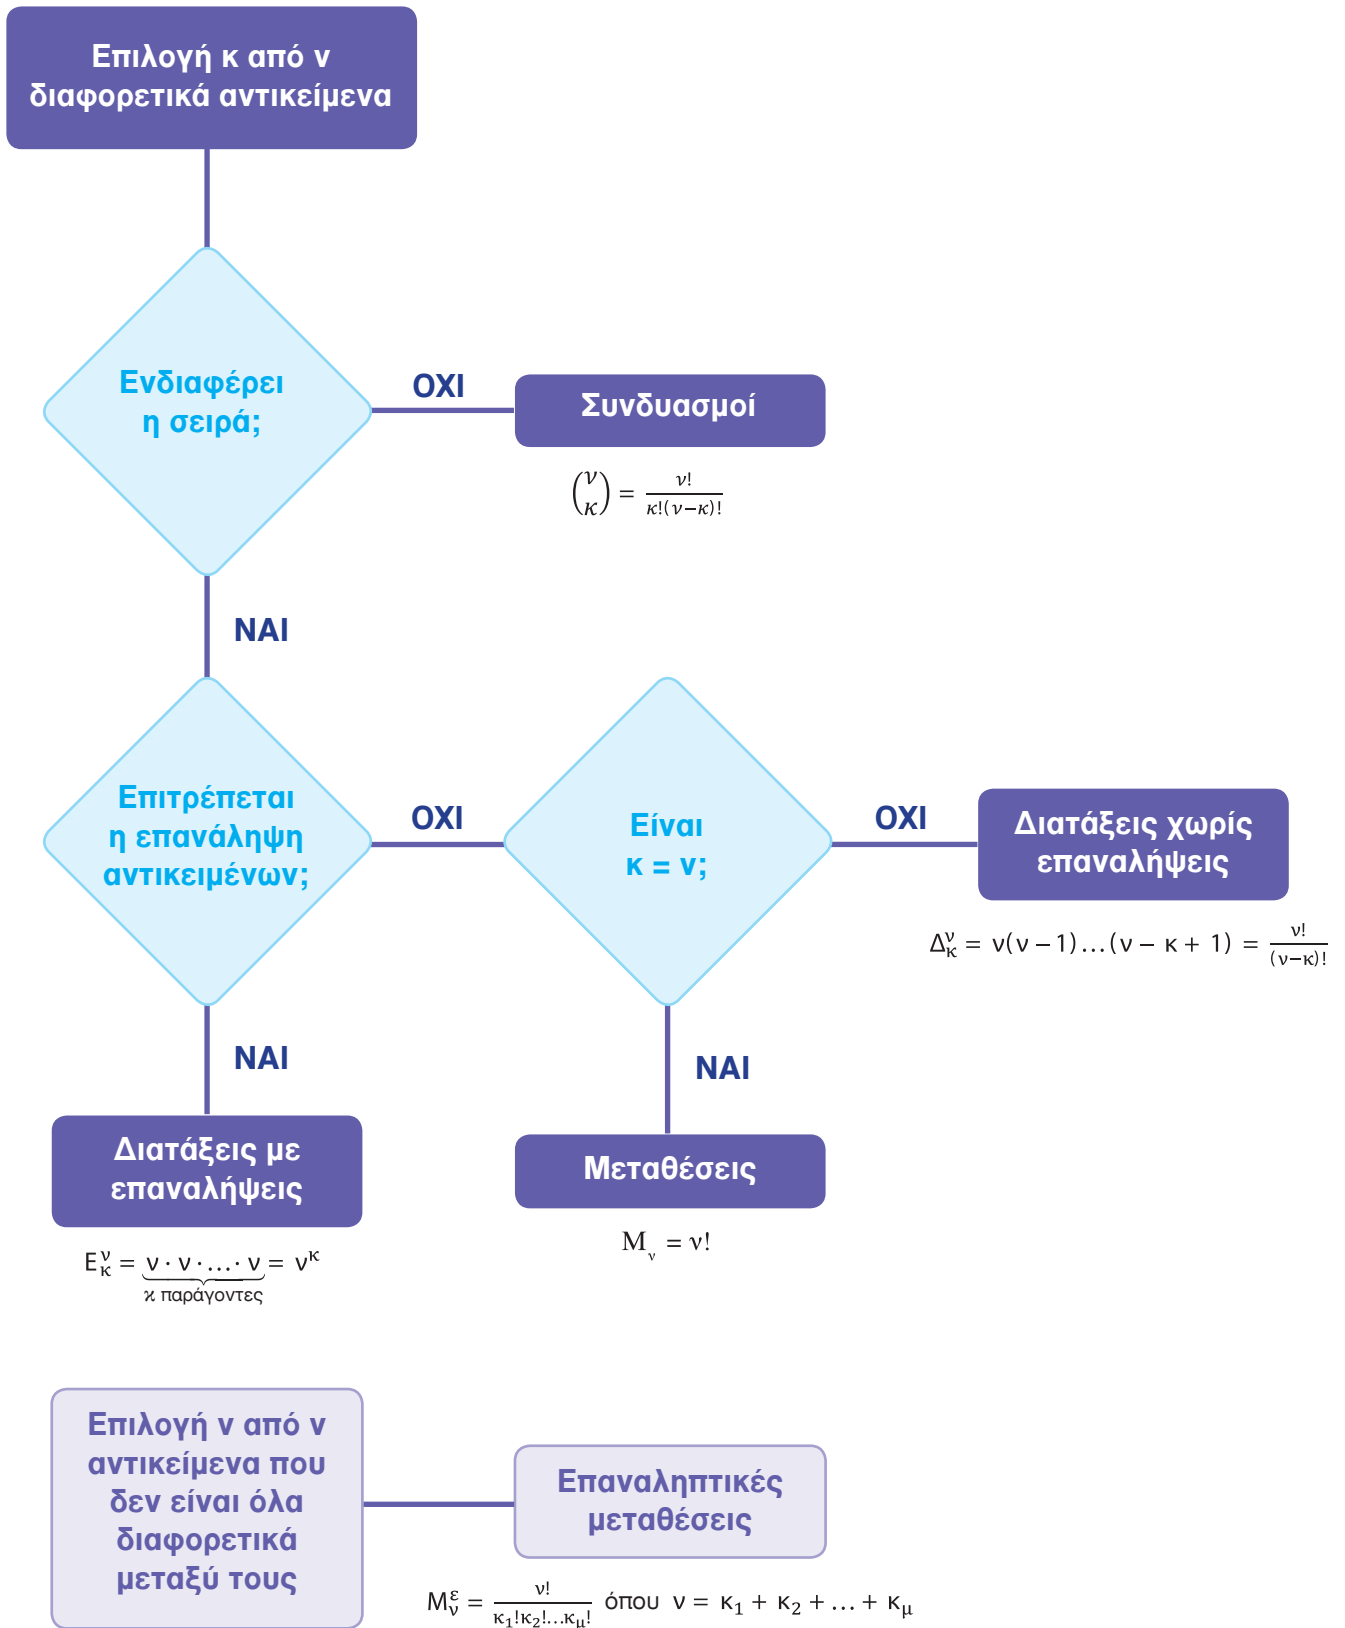 Επιλογή κ από ν
διαφορετικά αντικείμενα
Ενδιαφέρει
η σειρά;
ΟΧΙ
Συνδυασμοί
(ν κ) = ν! / κ!(ν−κ)!
ΝΑΙ
Επιτρέπεται
η επανάληψη
αντικειμένων;
ΟΧΙ
Είναι
κ = ν;
ΟΧΙ
Διατάξεις χωρίς
επαναλήψεις
Δ^ν_κ = ν(ν − 1)...(ν − κ + 1) = ν! / (ν−κ)!
ΝΑΙ
Διατάξεις με
επαναλήψεις
Ε^ν_κ = ν · ν · ... · ν = ν^κ
κ παράγοντες
ΝΑΙ
Μεταθέσεις
Μ_ν = ν!
Επιλογή ν από ν
αντικείμενα που
δεν είναι όλα
διαφορετικά
μεταξύ τους
Επαναληπτικές
μεταθέσεις
Μ^ε_ν = ν! / κ₁!κ₂!...κ_μ! όπου ν = κ₁ + κ₂ + ... + κ_μ